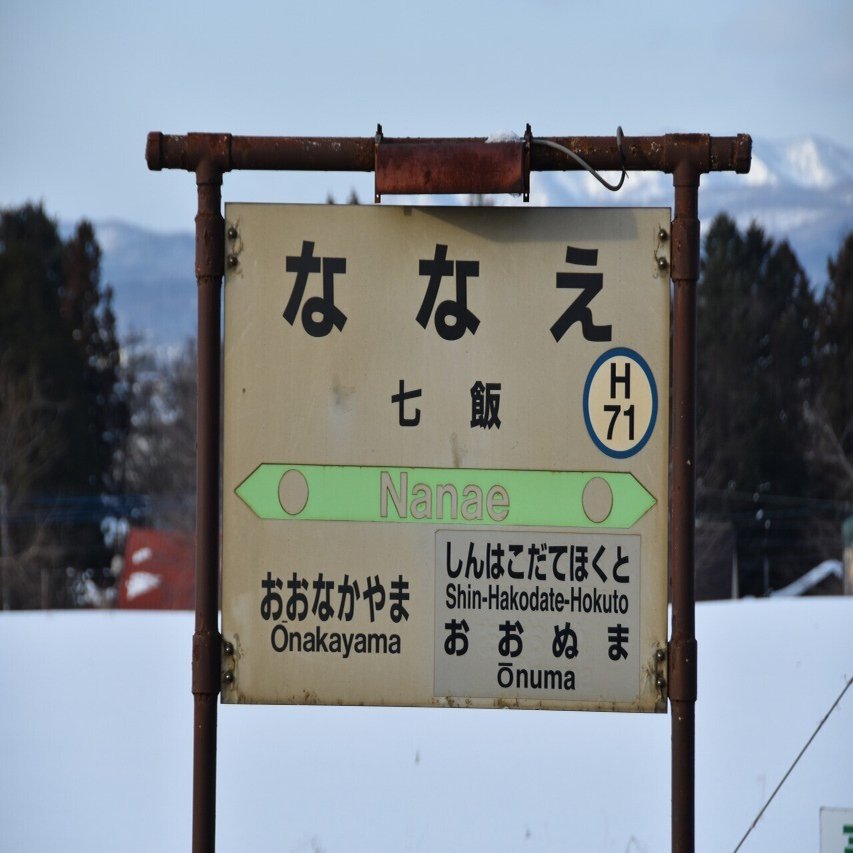 ななえ
七飯
H
71
Nanae
おおなかやま
Ōnakayama
しんはこだてほくと
Shin-Hakodate-Hokuto
おおぬま
Ōnuma